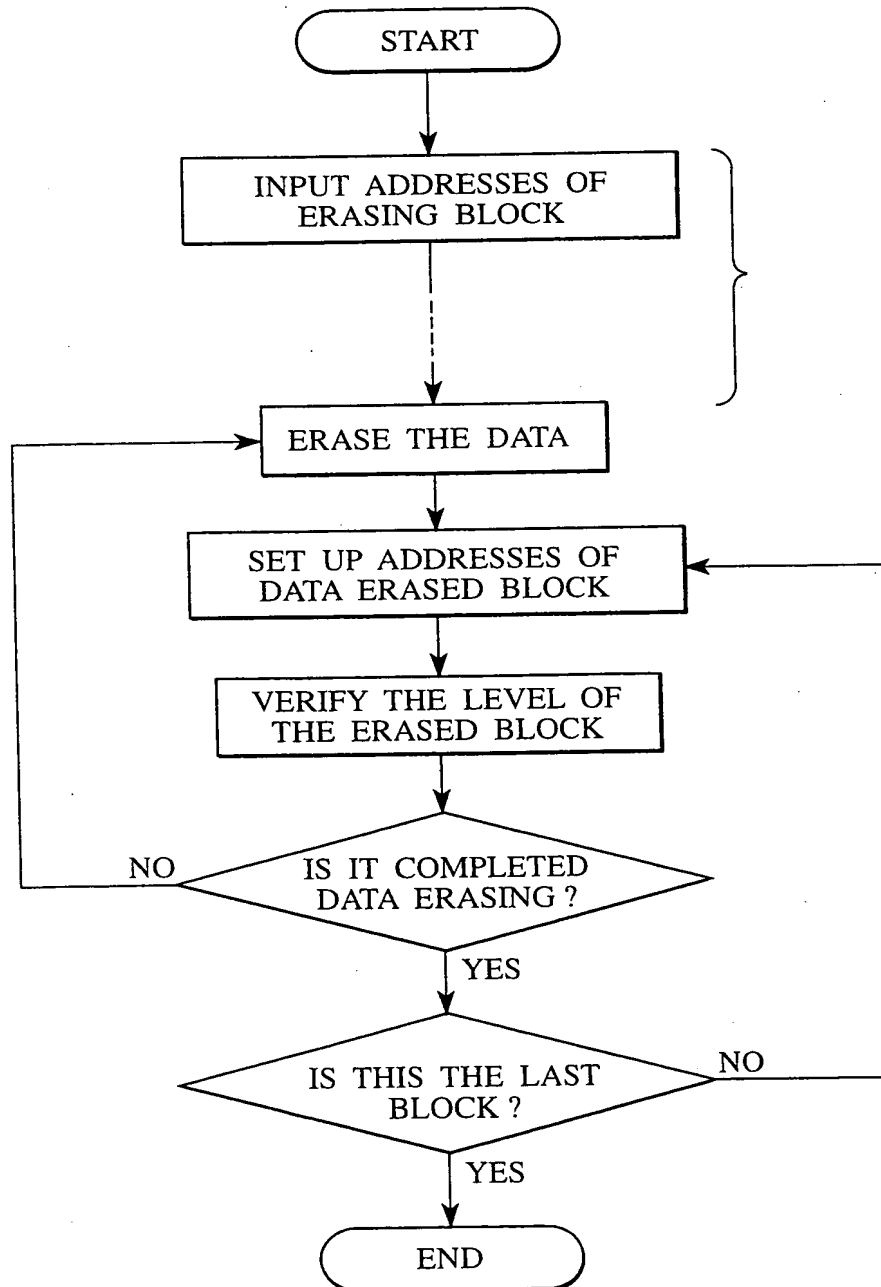 START
INPUT ADDRESSES OF
ERASING BLOCK
ERASE THE DATA
SET UP ADDRESSES OF
DATA ERASED BLOCK
VERIFY THE LEVEL OF
THE ERASED BLOCK
NO
IS IT COMPLETED
DATA ERASING ?
YES
IS THIS THE LAST
BLOCK ?
NO
YES
END